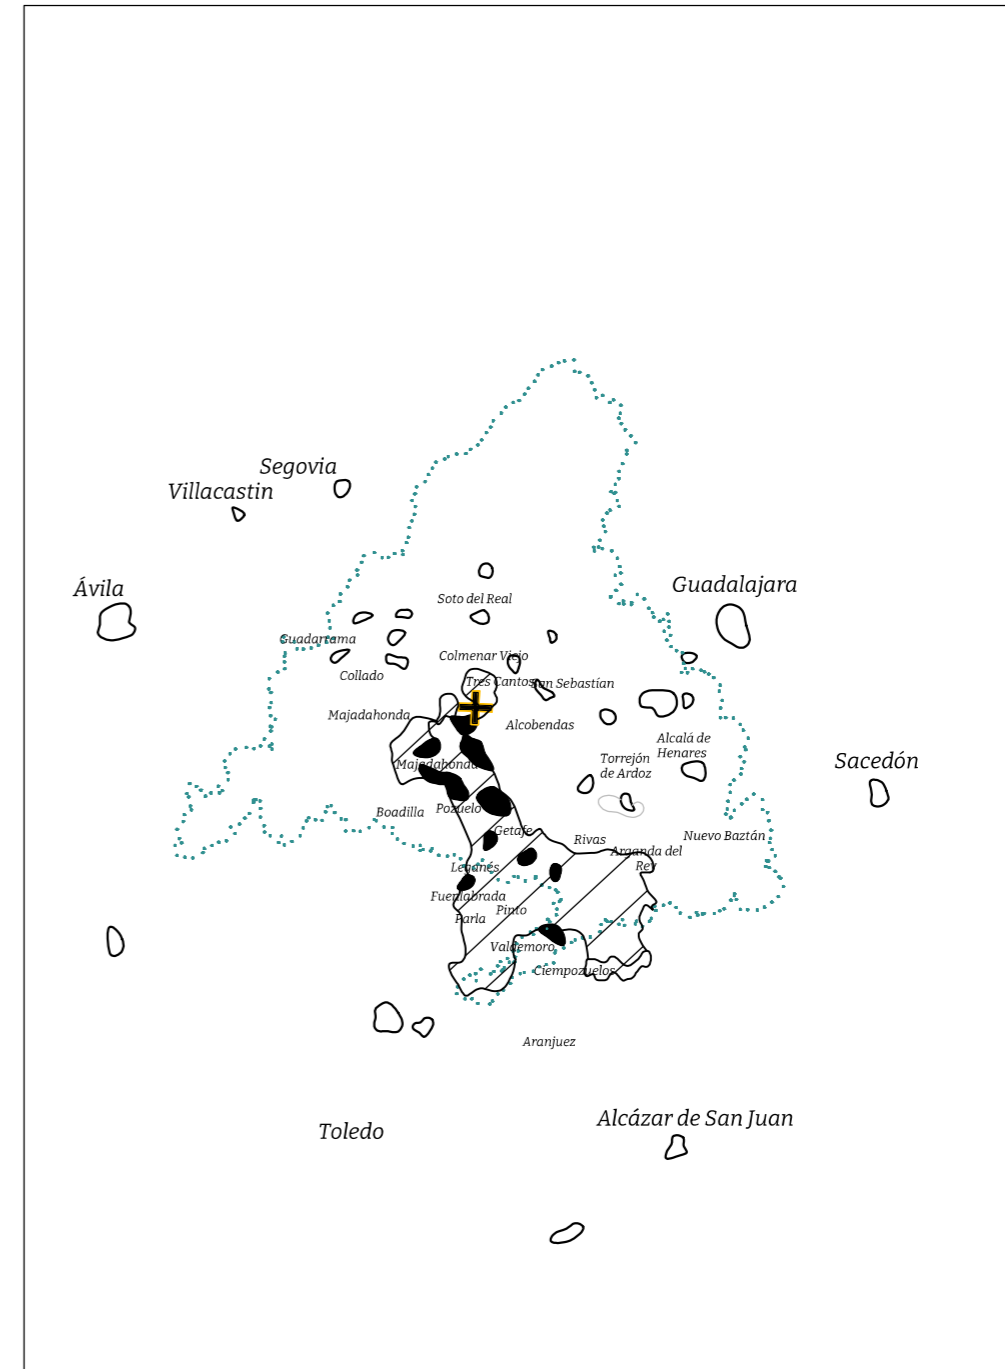 Segovia
Villacastin
Ávila
Guadalajara
Soto del Real
Guadarrama
Colmenar Viejo
Collado
Tres Cantos
San Sebastían
Majadahonda
Alcobendas
Alcalá de
Henares
Torrejón
de Ardoz
Sacedón
Majadahonda
Boadilla
Pozuelo
Getafe
Rivas
Nuevo Baztán
Arganda del
Rey
Leganés
Fuenlabrada
Pinto
Parla
Valdemoro
Ciempozuelos
Aranjuez
Toledo
Alcázar de San Juan